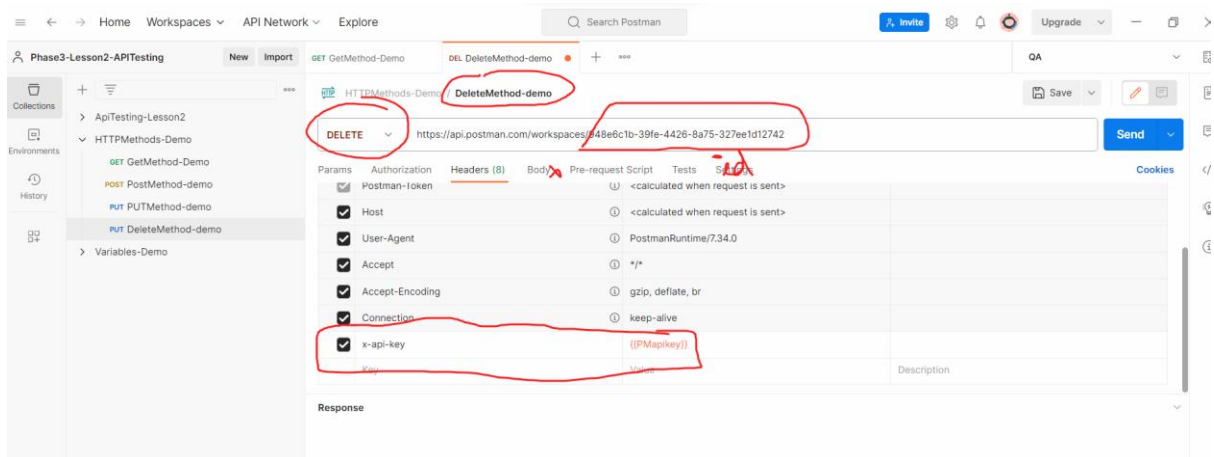 Home Workspaces API Network Explore Search Postman Invite Upgrade
Phase3-Lesson2-APITesting New Import GET GetMethod-Demo DEL DeleteMethod-demo QA
Collections
Environments
History
ApiTesting-Lesson2
HTTPMethods-Demo
GET GetMethod-Demo
POST PostMethod-demo
PUT PUTMethod-demo
PUT DeleteMethod-demo
Variables-Demo
HTTP HTTPMethods-Demo / DeleteMethod-demo Save
DELETE https://api.postman.com/workspaces/948e6c1b-39fe-4426-8a75-327ee1d12742 Send
id
Params Authorization Headers (8) Body x Pre-request Script Tests Settings Cookies
Postman-Token <calculated when request is sent>
Host <calculated when request is sent>
User-Agent PostmanRuntime/7.34.0
Accept */*
Accept-Encoding gzip, deflate, br
Connection keep-alive
x-api-key {{PMapikey}}
Key Value Description
Response